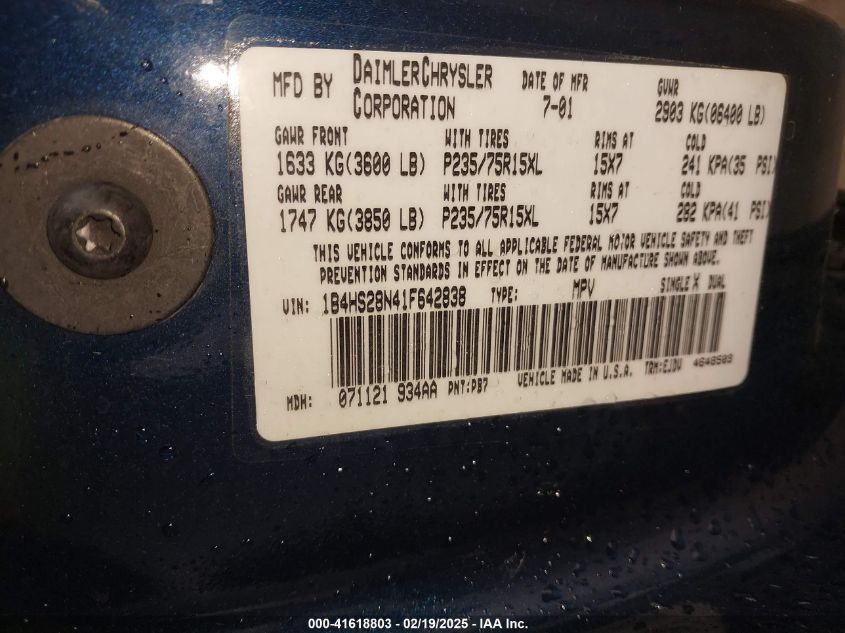 MFD BY DAIMLERCHRYSLER CORPORATION DATE OF MFR 7-01 GVWR 2903 KG(06400 LB)
GAWR FRONT WITH TIRES RIMS AT COLD
1633 KG(3600 LB) P235/75R15XL 15X7 241 KPA(35 PSI)
GAWR REAR WITH TIRES RIMS AT COLD
1747 KG(3850 LB) P235/75R15XL 15X7 282 KPA(41 PSI)
THIS VEHICLE CONFORMS TO ALL APPLICABLE FEDERAL MOTOR VEHICLE SAFETY AND THEFT
PREVENTION STANDARDS IN EFFECT ON THE DATE OF MANUFACTURE SHOWN ABOVE.
VIN: 1B4HS28N41F642838 TYPE: MPV SINGLE X DUAL
MDH: 071121 934AA PNT:PB7 VEHICLE MADE IN U.S.A. TRM:EJDV 4648503
000-41618803 - 02/19/2025 - IAA Inc.